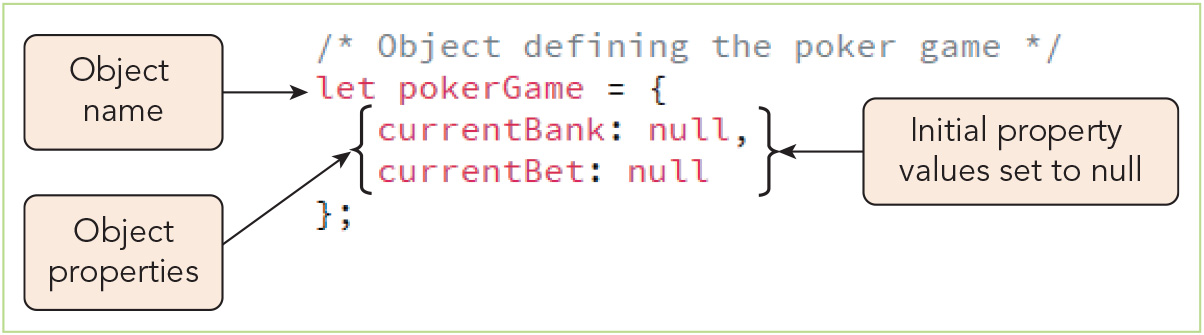 Object
name
/* Object defining the poker game */
let pokerGame = {
currentBank: null,
currentBet: null
};
Object
properties
Initial property
values set to null